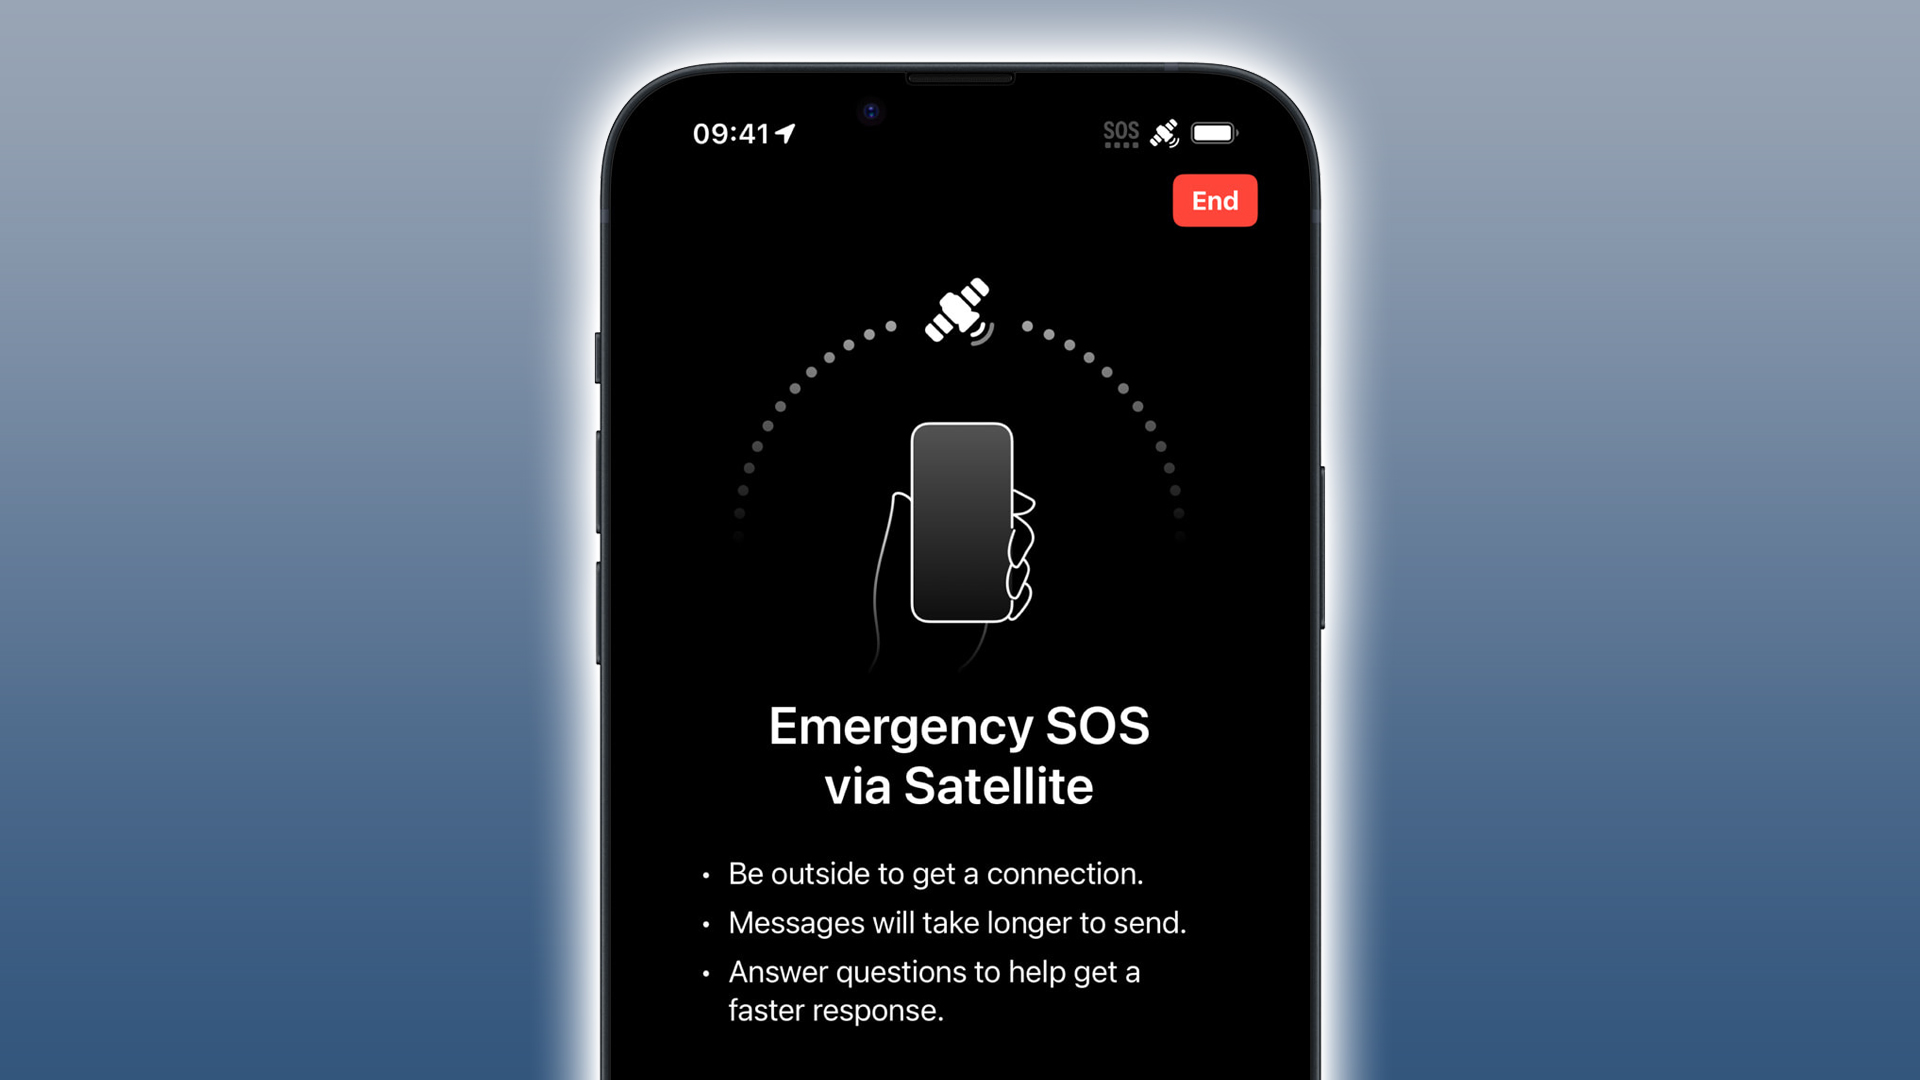 09:41
SOS
End
Emergency SOS
via Satellite
• Be outside to get a connection.
• Messages will take longer to send.
• Answer questions to help get a
faster response.